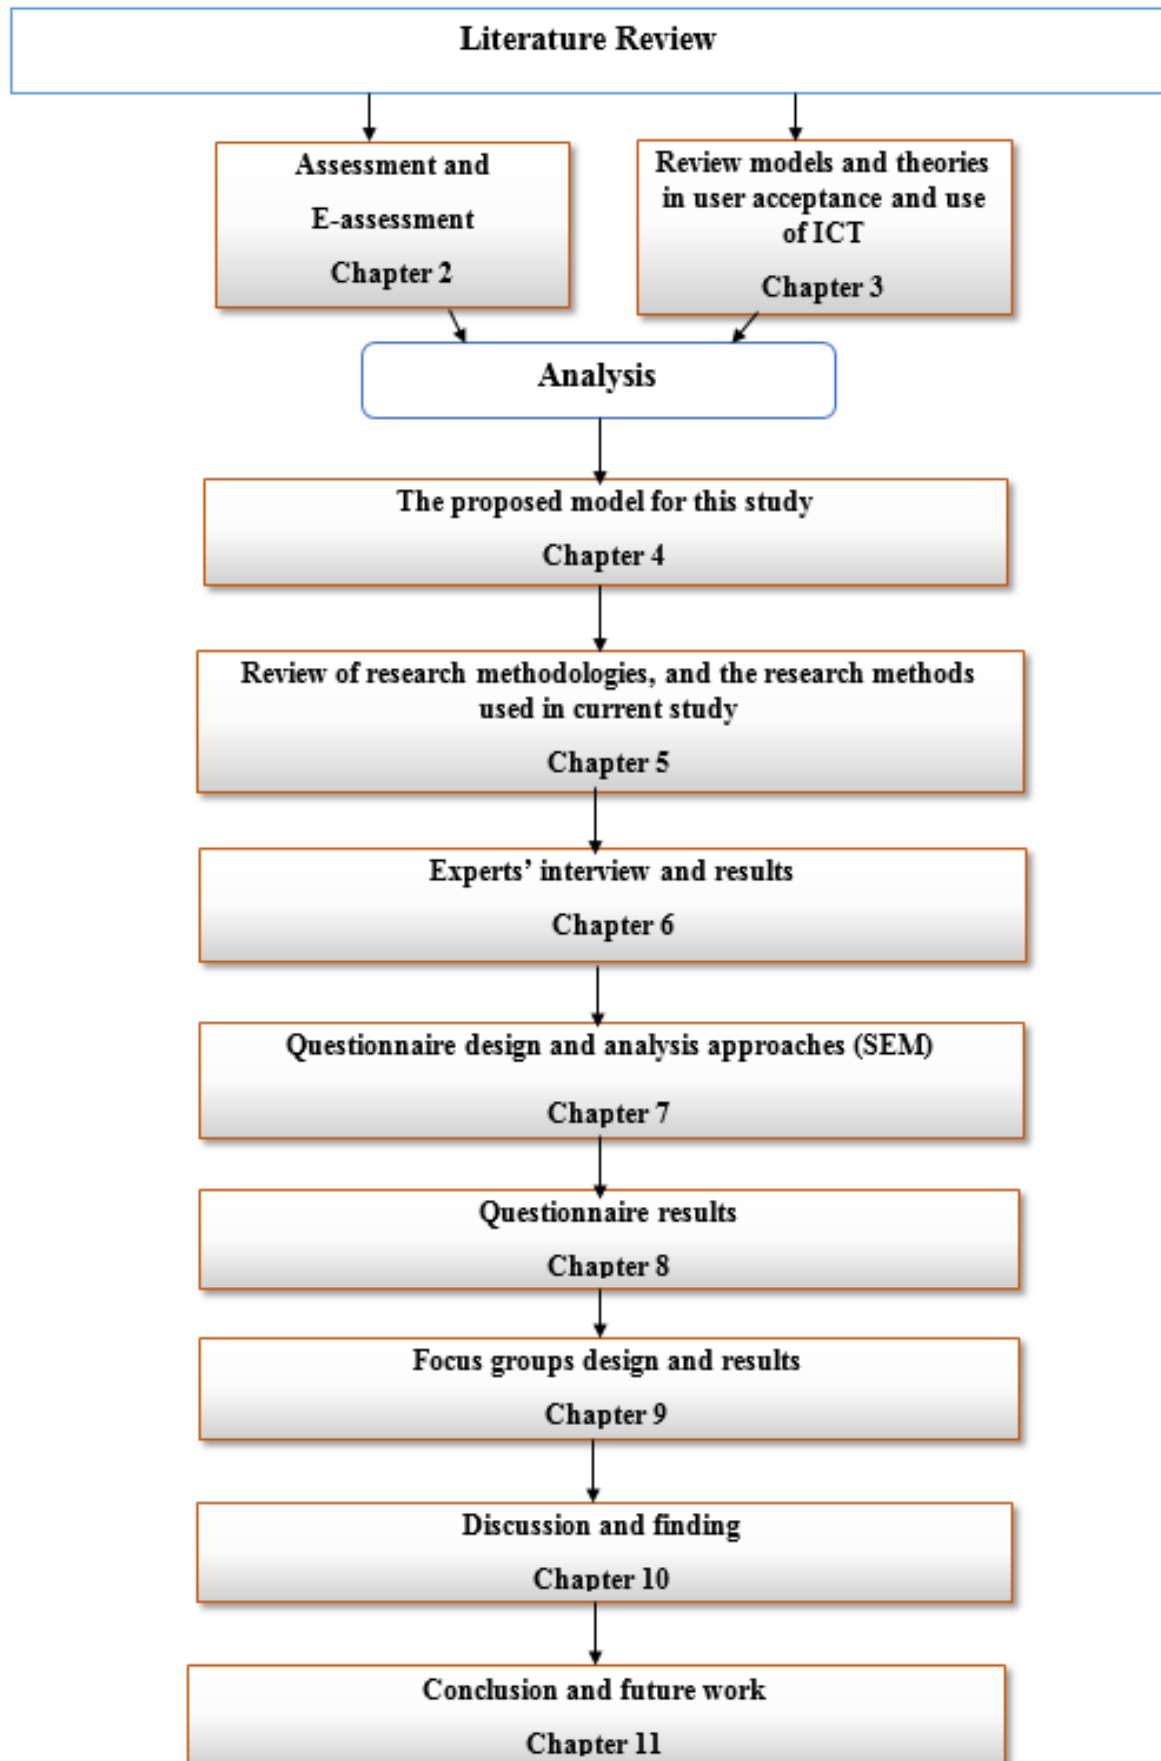 Literature Review
Assessment and
E-assessment
Chapter 2
Review models and theories
in user acceptance and use
of ICT
Chapter 3
Analysis
The proposed model for this study
Chapter 4
Review of research methodologies, and the research methods
used in current study
Chapter 5
Experts’ interview and results
Chapter 6
Questionnaire design and analysis approaches (SEM)
Chapter 7
Questionnaire results
Chapter 8
Focus groups design and results
Chapter 9
Discussion and finding
Chapter 10
Conclusion and future work
Chapter 11